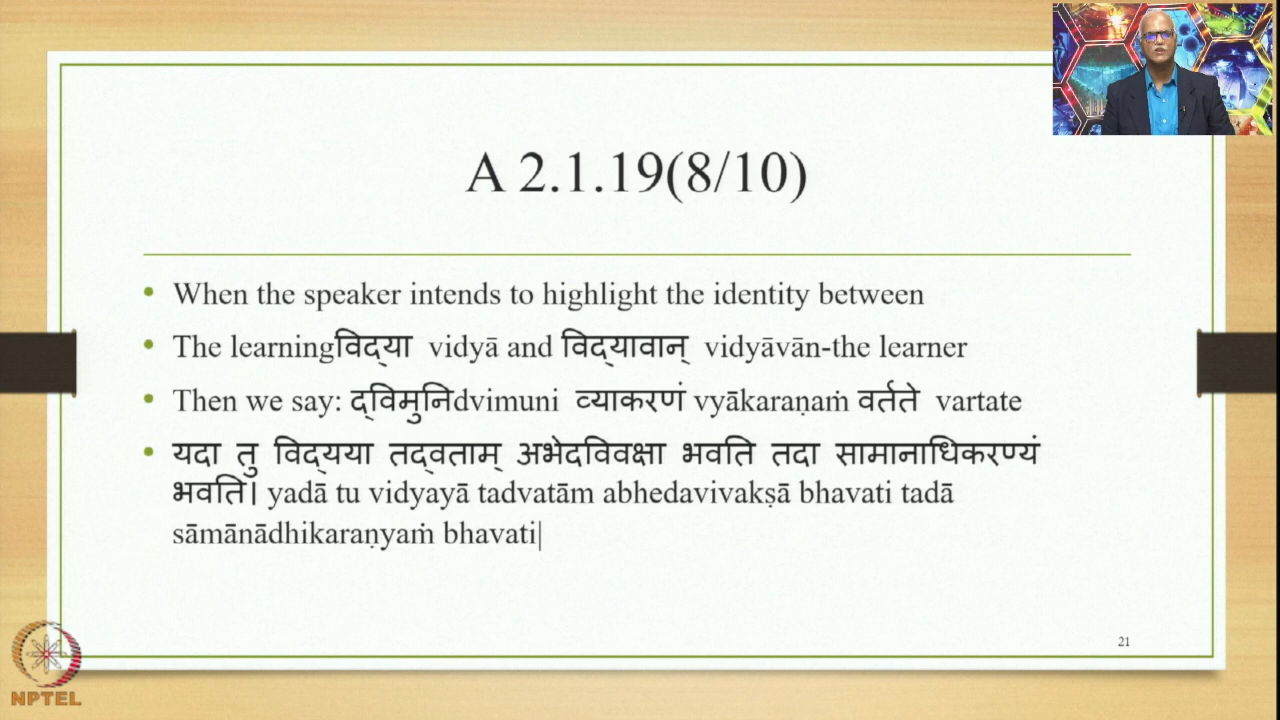 A 2.1.19(8/10)
• When the speaker intends to highlight the identity between
• The learningविद्या vidyā and विद्यावान् vidyāvān-the learner
• Then we say: द्विमुनिdvimuni व्याकरणं vyākaraṇaṁ वर्तते vartate
• यदा तु विद्यया तद्वताम् अभेदविवक्षा भवति तदा सामानाधिकरण्यं
भवति। yadā tu vidyayā tadvatām abhedavivakṣā bhavati tadā
sāmānādhikaraṇyaṁ bhavati|
21
NPTEL